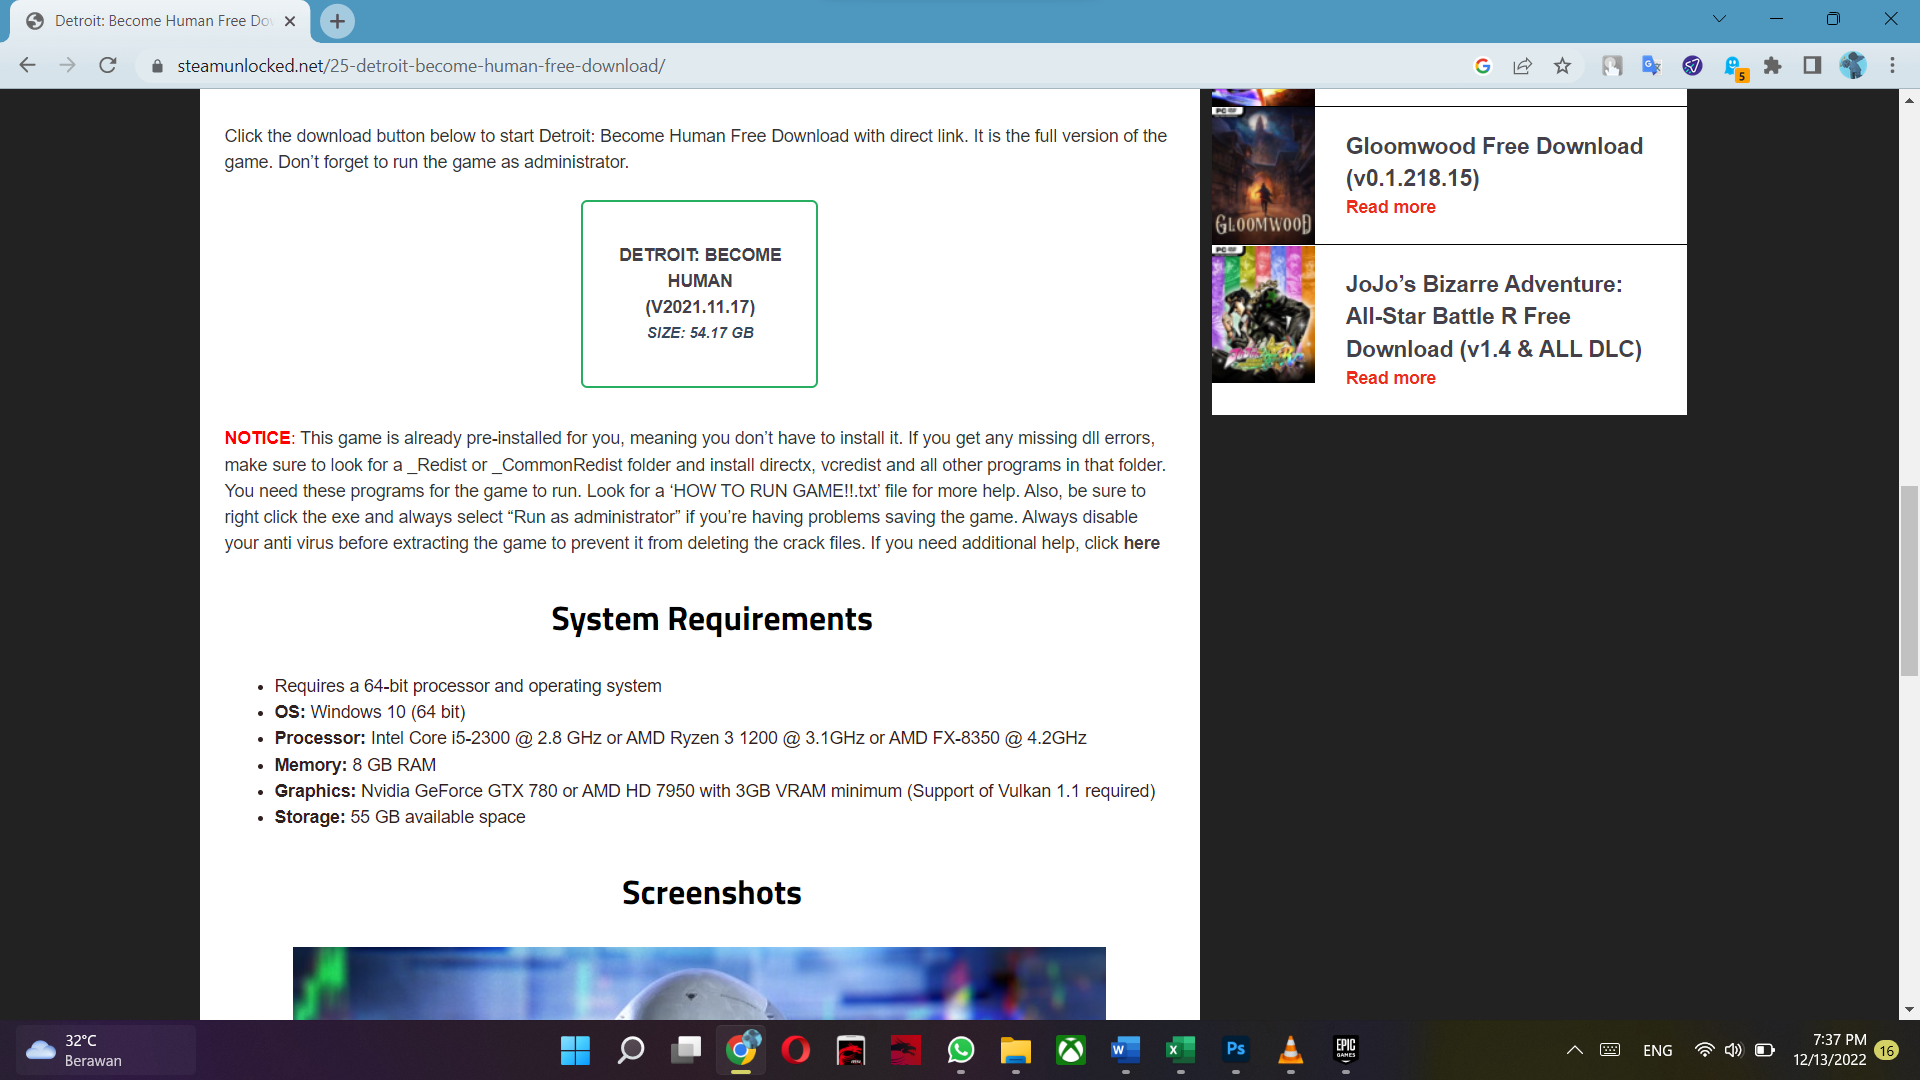 Detroit: Become Human Free Do
steamunlocked.net/25-detroit-become-human-free-download/
5
Click the download button below to start Detroit: Become Human Free Download with direct link. It is the full version of the
game. Don’t forget to run the game as administrator.
DETROIT: BECOME
HUMAN
(V2021.11.17)
SIZE: 54.17 GB
NOTICE: This game is already pre-installed for you, meaning you don’t have to install it. If you get any missing dll errors,
make sure to look for a _Redist or _CommonRedist folder and install directx, vcredist and all other programs in that folder.
You need these programs for the game to run. Look for a ‘HOW TO RUN GAME!!.txt’ file for more help. Also, be sure to
right click the exe and always select “Run as administrator” if you’re having problems saving the game. Always disable
your anti virus before extracting the game to prevent it from deleting the crack files. If you need additional help, click here
System Requirements
Requires a 64-bit processor and operating system
OS: Windows 10 (64 bit)
Processor: Intel Core i5-2300 @ 2.8 GHz or AMD Ryzen 3 1200 @ 3.1GHz or AMD FX-8350 @ 4.2GHz
Memory: 8 GB RAM
Graphics: Nvidia GeForce GTX 780 or AMD HD 7950 with 3GB VRAM minimum (Support of Vulkan 1.1 required)
Storage: 55 GB available space
Screenshots
PC
GLOOMWOOD
Gloomwood Free Download
(v0.1.218.15)
Read more
PC
JoJo’s Bizarre Adventure:
All-Star Battle R Free
Download (v1.4 & ALL DLC)
Read more
32°C
Berawan
Ps
EPIC
GAMES
ENG
7:37 PM
12/13/2022
16